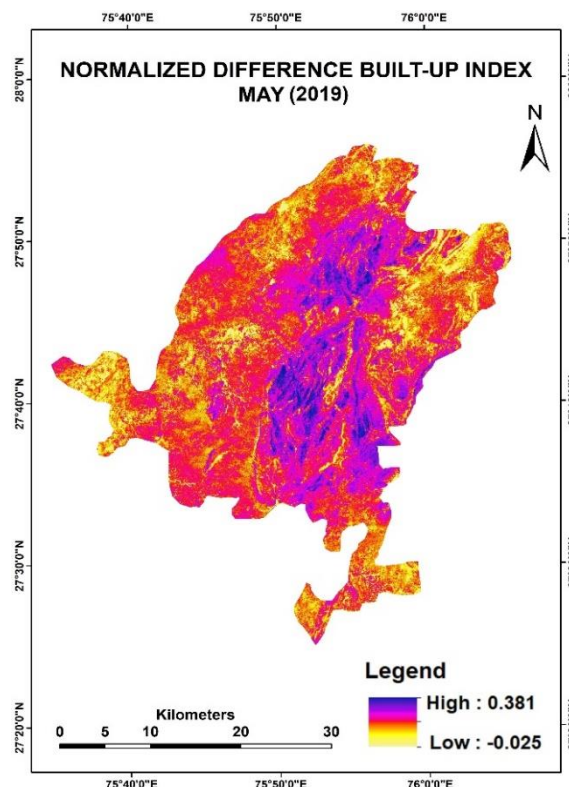 75°40'0"E 75°50'0"E 76°0'0"E
NORMALIZED DIFFERENCE BUILT-UP INDEX
MAY (2019)
N
28°0'0"N
27°50'0"N
27°40'0"N
27°30'0"N
27°20'0"N
Legend
High : 0.381
Low : -0.025
Kilometers
0 5 10 20 30
75°40'0"E 75°50'0"E 76°0'0"E